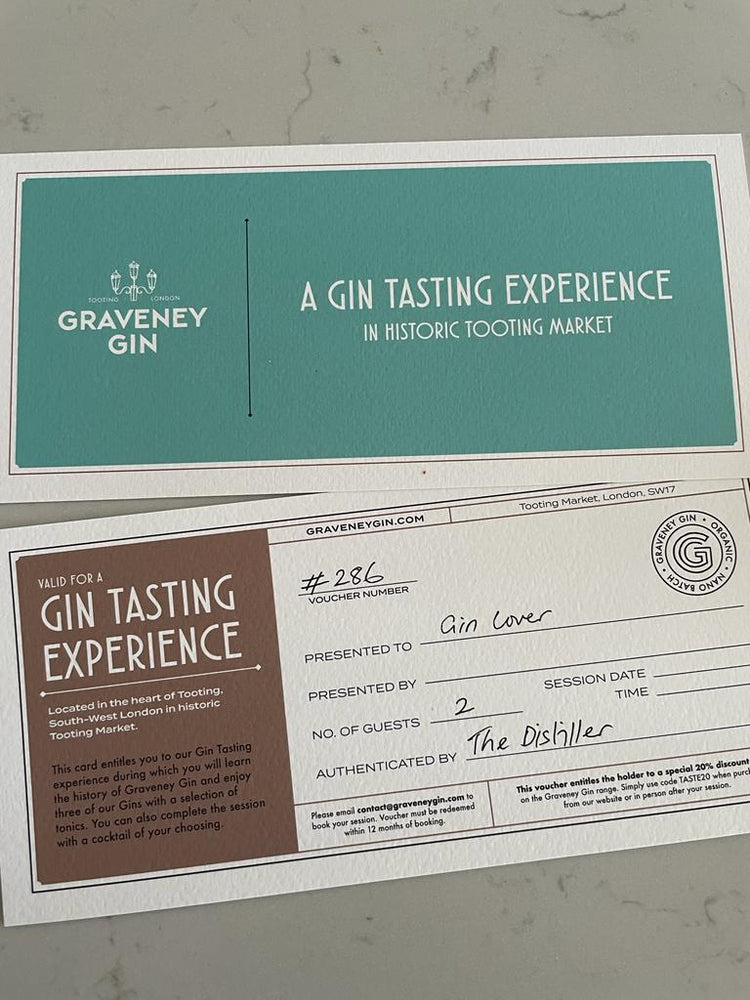 TOOTING LONDON
GRAVENEY
GIN
A GIN TASTING EXPERIENCE
IN HISTORIC TOOTING MARKET
VALID FOR A
GIN TASTING
EXPERIENCE
Located in the heart of Tooting,
South-West London in historic
Tooting Market.
This card entitles you to our Gin Tasting
experience during which you will learn
the history of Graveney Gin and enjoy
three of our Gins with a selection of
tonics. You can also complete the session
with a cocktail of your choosing.
GRAVENEYGIN.COM
Tooting Market, London, SW17
GRAVENEY GIN • ORGANIC • NANO BATCH •
G
#286
VOUCHER NUMBER
PRESENTED TO Gin Lover
PRESENTED BY
SESSION DATE
NO. OF GUESTS 2
TIME
AUTHENTICATED BY The Distiller
Please email contact@graveneygin.com to
book your session. Voucher must be redeemed
within 12 months of booking.
This voucher entitles the holder to a special 20% discount
on the Graveney Gin range. Simply use code TASTE20 when purc
from our website or in person after your session.